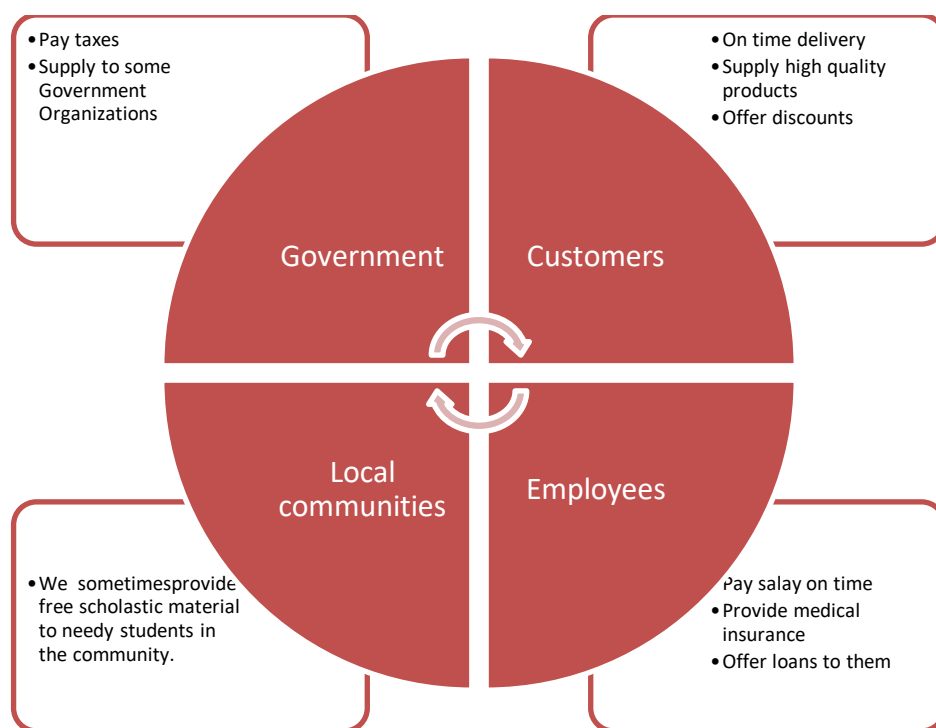 •Pay taxes
•Supply to some
Government
Organizations
•On time delivery
•Supply high quality
products
•Offer discounts
Government
Customers
Local
communities
Employees
•We sometimesprovide
free scholastic material
to needy students in
the community.
Pay salay on time
•Provide medical
insurance
•Offer loans to them